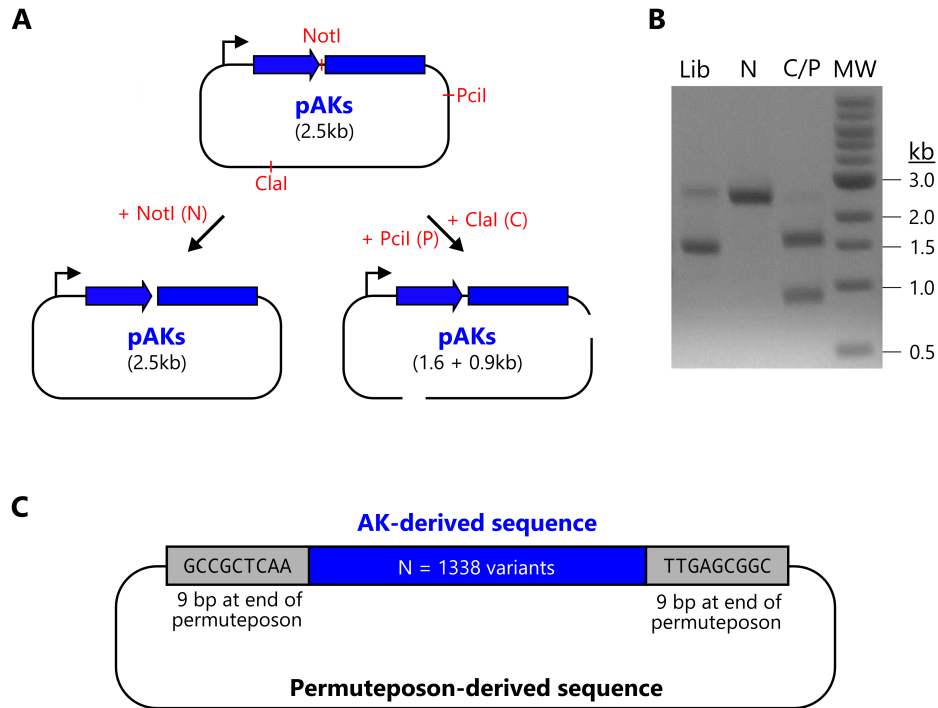 A
NotI
PciI
pAKs
(2.5kb)
ClaI
+ NotI (N)
+ ClaI (C)
+ PciI (P)
pAKs
(2.5kb)
pAKs
(1.6 + 0.9kb)
B
Lib N C/P MW
kb
3.0
2.0
1.5
1.0
0.5
C
AK-derived sequence
GCCGCTCAA N = 1338 variants TTGAGCGGC
9 bp at end of
permuteposon
9 bp at end of
permuteposon
Permuteposon-derived sequence